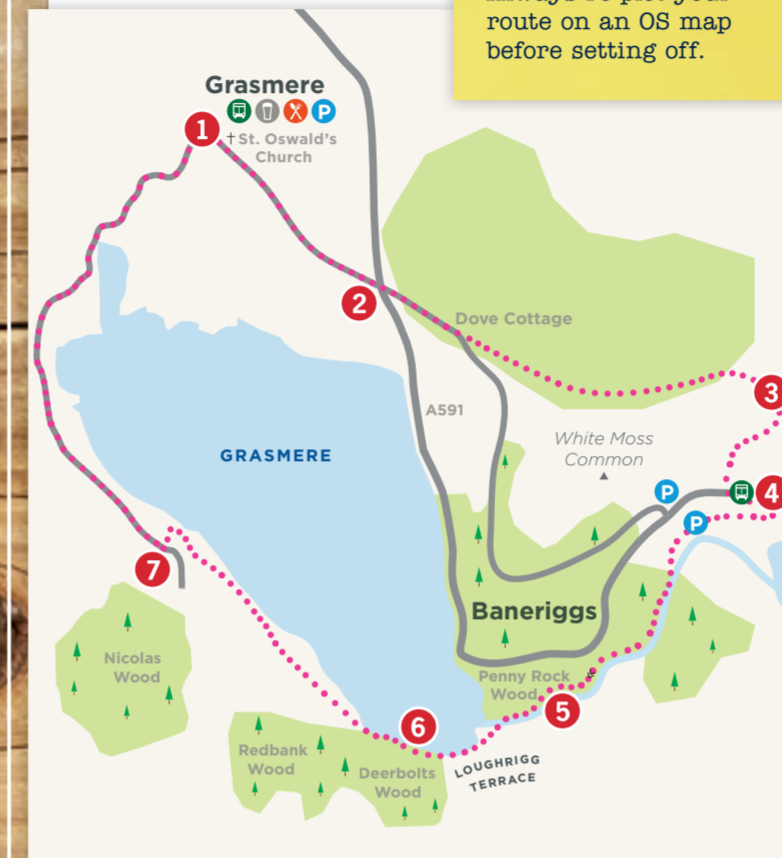 route on an OS map
before setting off.
Grasmere
P
1
†St. Oswald's
Church
2
Dove Cottage
3
A591
White Moss
Common
GRASMERE
P
4
P
7
Baneriggs
Nicolas
Wood
Penny Rock
Wood
5
6
Redbank
Wood
Deerbolts
Wood
LOUGHRIGG
TERRACE